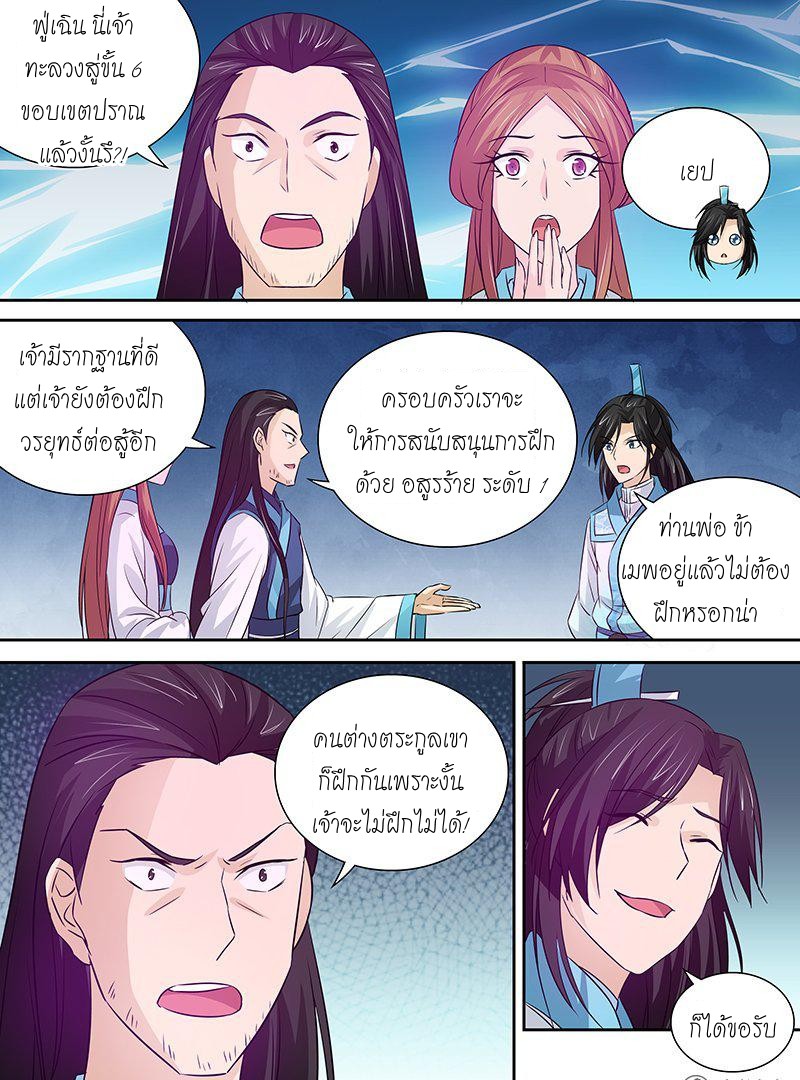 ฟู่เฉิน นี่เจ้า
ทะลวงสู่ขั้น 6
ขอบเขตปราณ
แล้วงั้นรึ?!
เยป
เจ้ามีรากฐานที่ดี
แต่เจ้ายังต้องฝึก
วรยุทธ์ต่อสู้อีก
ครอบครัวเราจะ
ให้การสนับสนุนการฝึก
ด้วย อสูรร้าย ระดับ 1
ท่านพ่อ ข้า
เมพอยู่แล้วไม่ต้อง
ฝึกหรอกน่า
คนต่างตระกูลเขา
ก็ฝึกกันเพราะงั้น
เจ้าจะไม่ฝึกไม่ได้!
ก็ได้ขอรับ